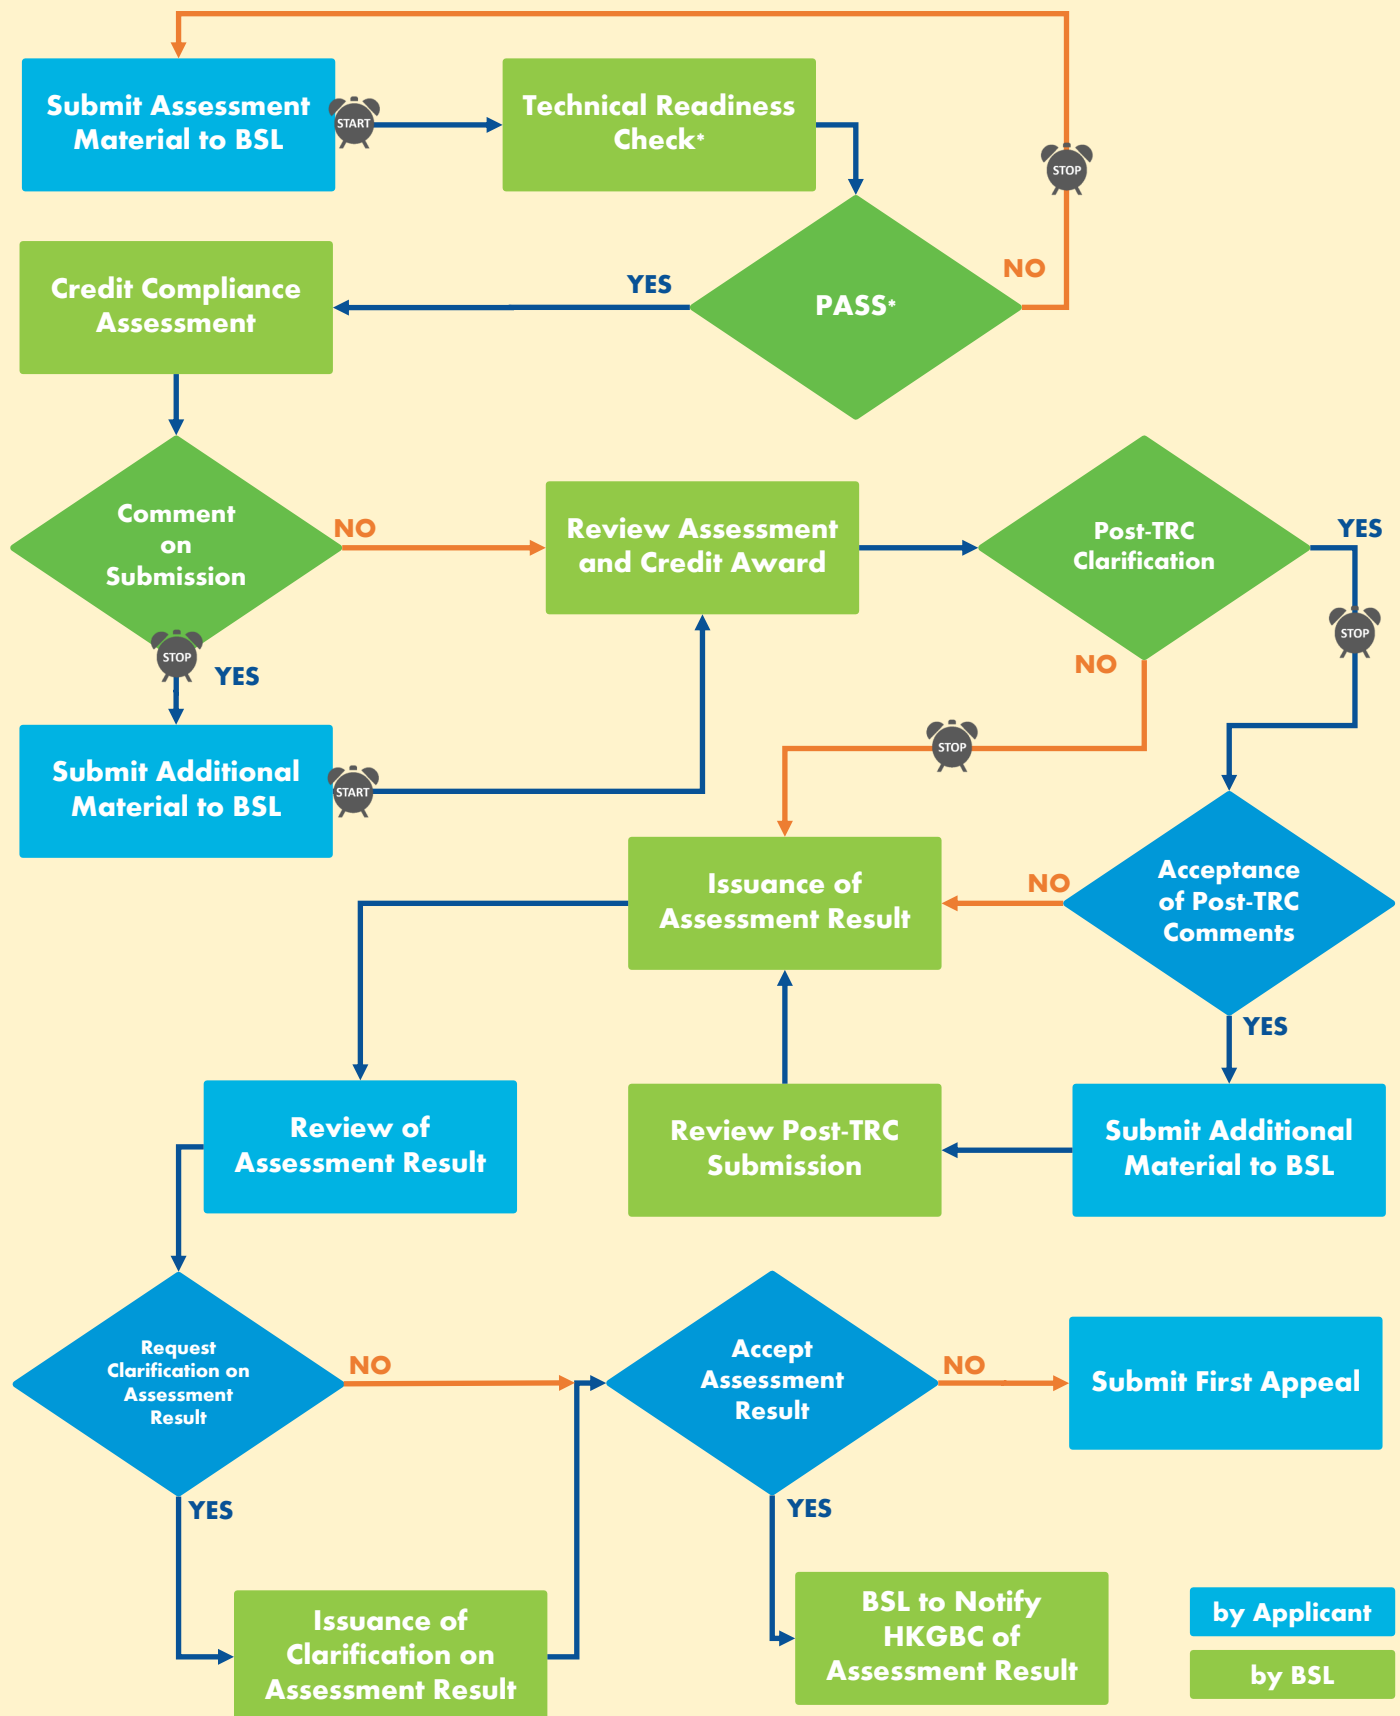 Submit Assessment
Material to BSL
START
Technical Readiness
Check*
STOP
Credit Compliance
Assessment
YES
PASS*
NO
Comment
on
Submission
NO
Review Assessment
and Credit Award
Post-TRC
Clarification
YES
STOP
STOP
YES
NO
STOP
Submit Additional
Material to BSL
START
Issuance of
Assessment Result
NO
Acceptance
of Post-TRC
Comments
YES
Review of
Assessment Result
Review Post-TRC
Submission
Submit Additional
Material to BSL
Request
Clarification on
Assessment
Result
NO
Accept
Assessment
Result
NO
Submit First Appeal
YES
YES
Issuance of
Clarification on
Assessment Result
BSL to Notify
HKGBC of
Assessment Result
by Applicant
by BSL